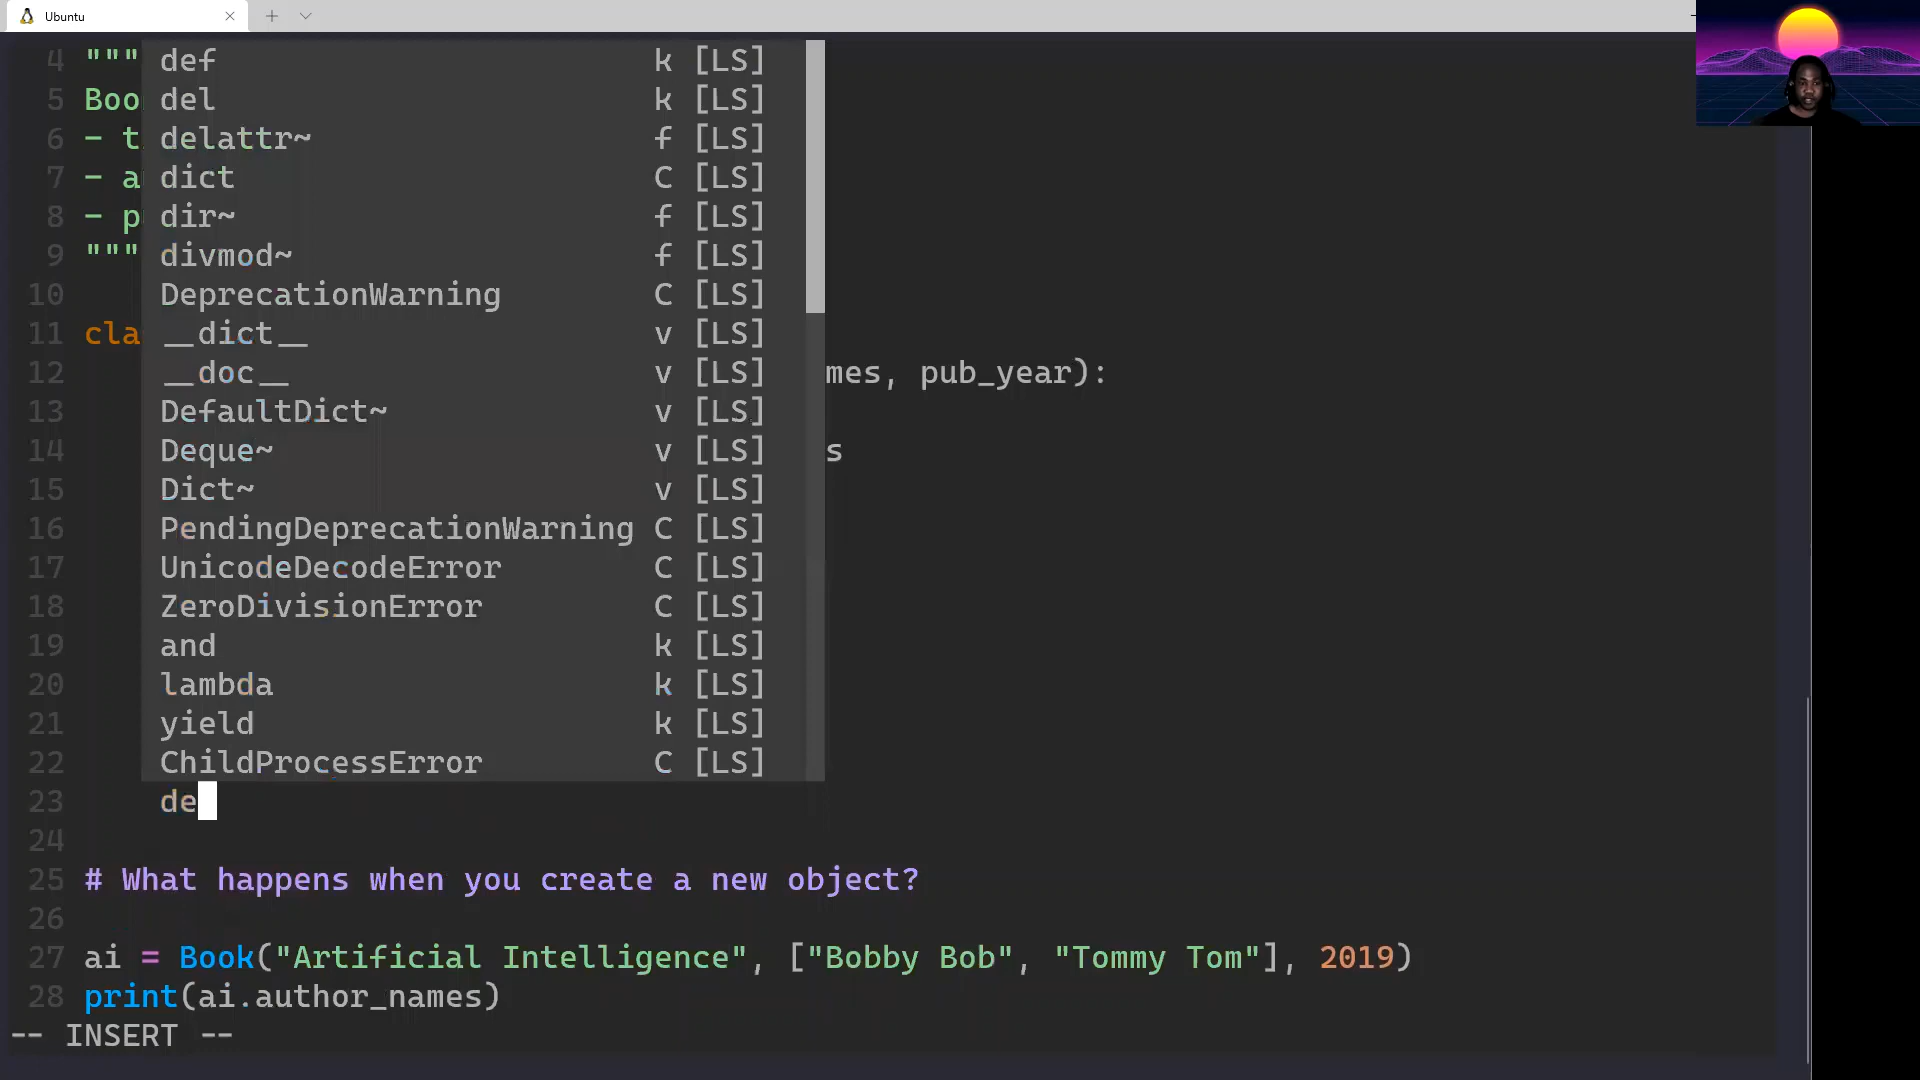 Ubuntu
4 """ def k [LS]
5 Boo del k [LS]
6 - t delattr~ f [LS]
7 - a dict C [LS]
8 - p dir~ f [LS]
9 """ divmod~ f [LS]
10 DeprecationWarning C [LS]
11 cla __dict__ v [LS]
12 __doc__ v [LS] mes, pub_year):
13 DefaultDict~ v [LS]
14 Deque~ v [LS] s
15 Dict~ v [LS]
16 PendingDeprecationWarning C [LS]
17 UnicodeDecodeError C [LS]
18 ZeroDivisionError C [LS]
19 and k [LS]
20 lambda k [LS]
21 yield k [LS]
22 ChildProcessError C [LS]
23 de
24
25 # What happens when you create a new object?
26
27 ai = Book("Artificial Intelligence", ["Bobby Bob", "Tommy Tom"], 2019)
28 print(ai.author_names)
-- INSERT --